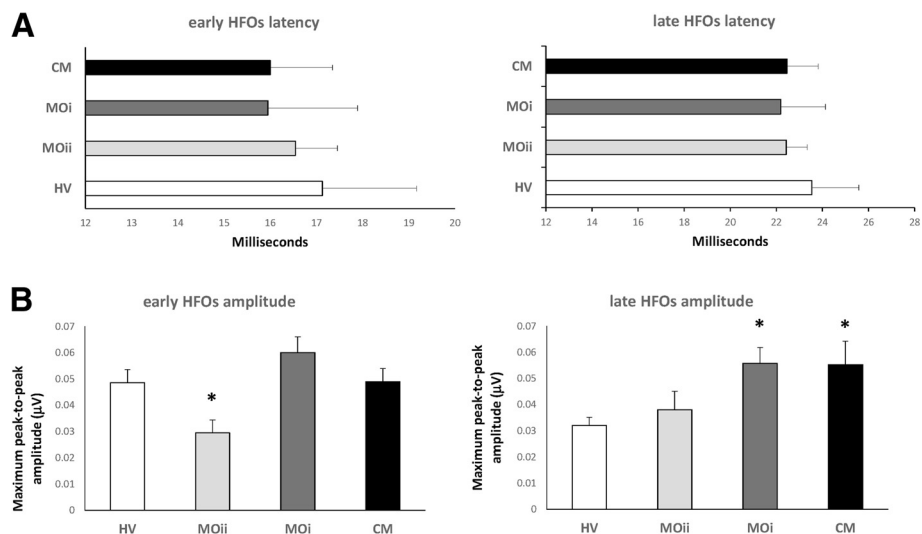 A
early HFOs latency
CM
MOi
MOii
HV
12 13 14 15 16 17 18 19 20
Milliseconds
late HFOs latency
CM
MOi
MOii
HV
12 14 16 18 20 22 24 26 28
Milliseconds
B
early HFOs amplitude
Maximum peak-to-peak
amplitude (µV)
0.07
0.06
0.05
0.04
0.03
0.02
0.01
0
*
HV MOii MOi CM
late HFOs amplitude
Maximum peak-to-peak
amplitude (µV)
0.07
0.06
0.05
0.04
0.03
0.02
0.01
0
* *
HV MOii MOi CM